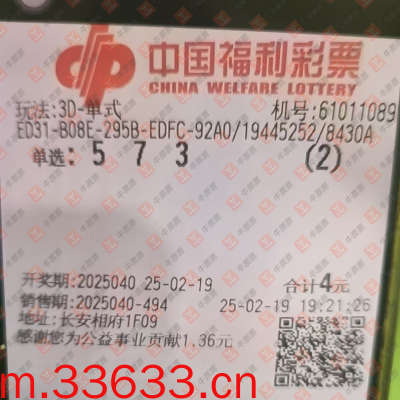 中国福利彩票
CHINA WELFARE LOTTERY
玩法:3D-单式 机号:61011089
ED31-B08E-295B-EDFC-92A0/19445252/8430A
单选: 5 7 3 (2)
开奖期:2025040 25-02-19 合计4元
销售期:2025040-494 25-02-19 19:21:26
地址: 长安相府1F09
感谢您为公益事业贡献1.36元
m.33633.cn